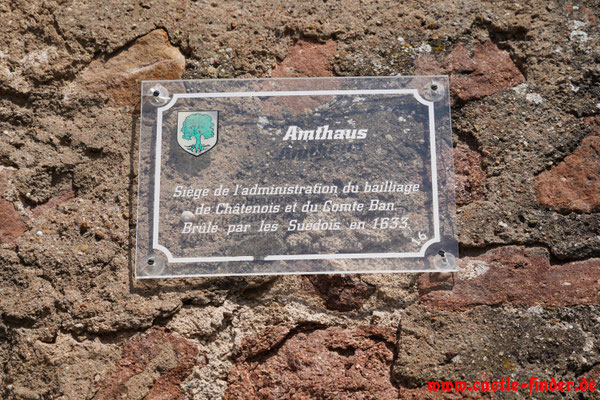 Amthaus
Siège de l'administration du bailliage
de Châtenois et du Comte Ban.
Brûlé par les Suedois en 1633.
www.castle-finder.de